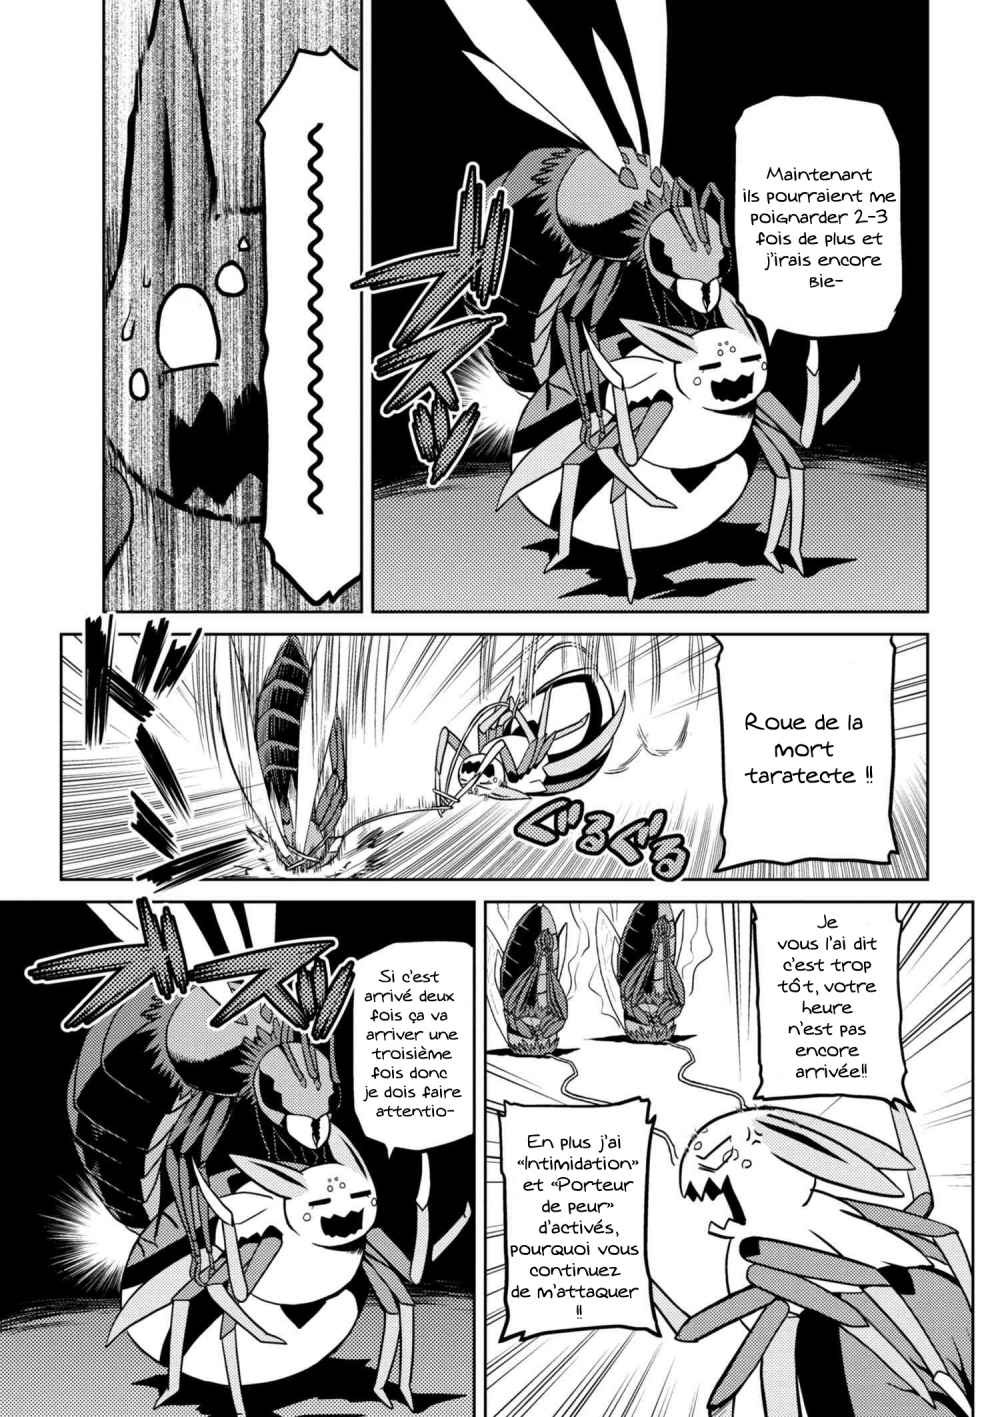 Maintenant
ils pourraient me
poignarder 2-3
fois de plus et
j'irais encore
bie-
Roue de la
mort
taratecte !!
ぐるぐる
Je
vous l'ai dit
c'est trop
tôt, votre
heure
n'est pas
encore
arrivée!!
En plus j'ai
«Intimidation»
et «Porteur
de peur»
d'activés,
pourquoi vous
continuez
de m'attaquer
!!
Si c'est
arrivé deux
fois ça va
arriver une
troisième
fois donc
je dois faire
attentio-